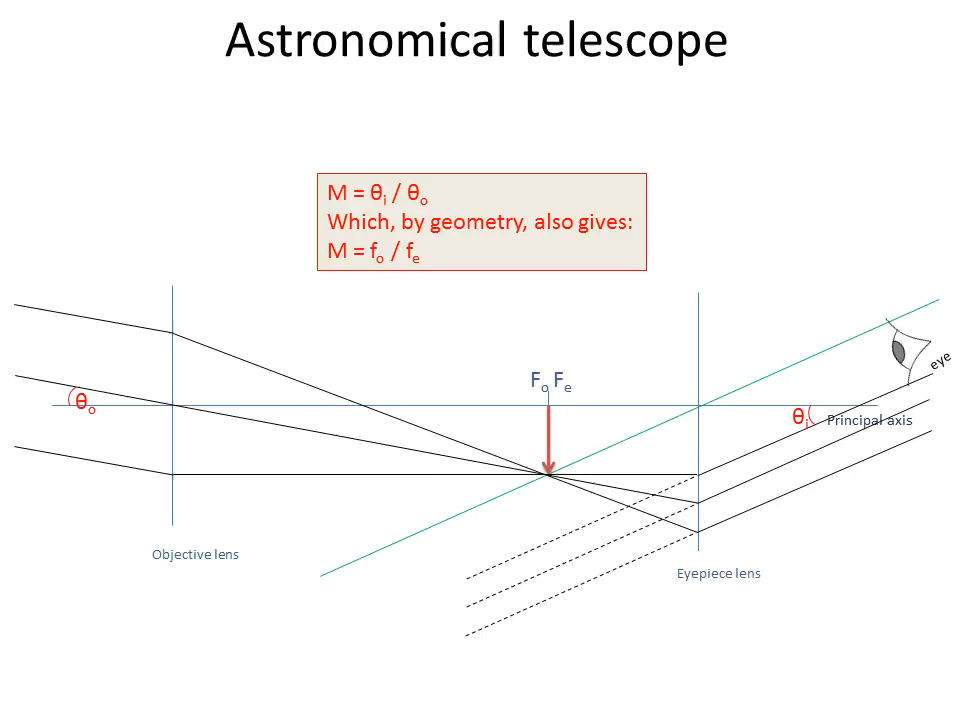 Astronomical telescope
M = θi / θo
Which, by geometry, also gives:
M = fo / fe
Fo Fe
eye
θo
θi
Principal axis
Objective lens
Eyepiece lens